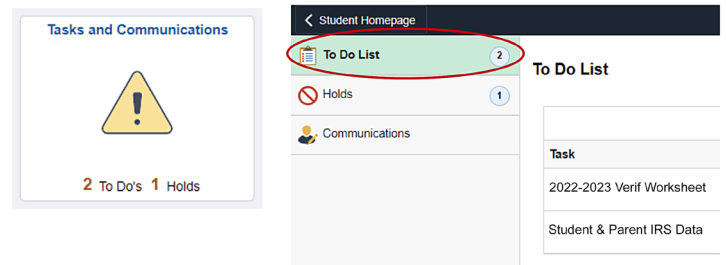 Tasks and Communications
2 To Do's 1 Holds
Student Homepage
To Do List 2
Holds 1
Communications
To Do List
Task
2022-2023 Verif Worksheet
Student & Parent IRS Data